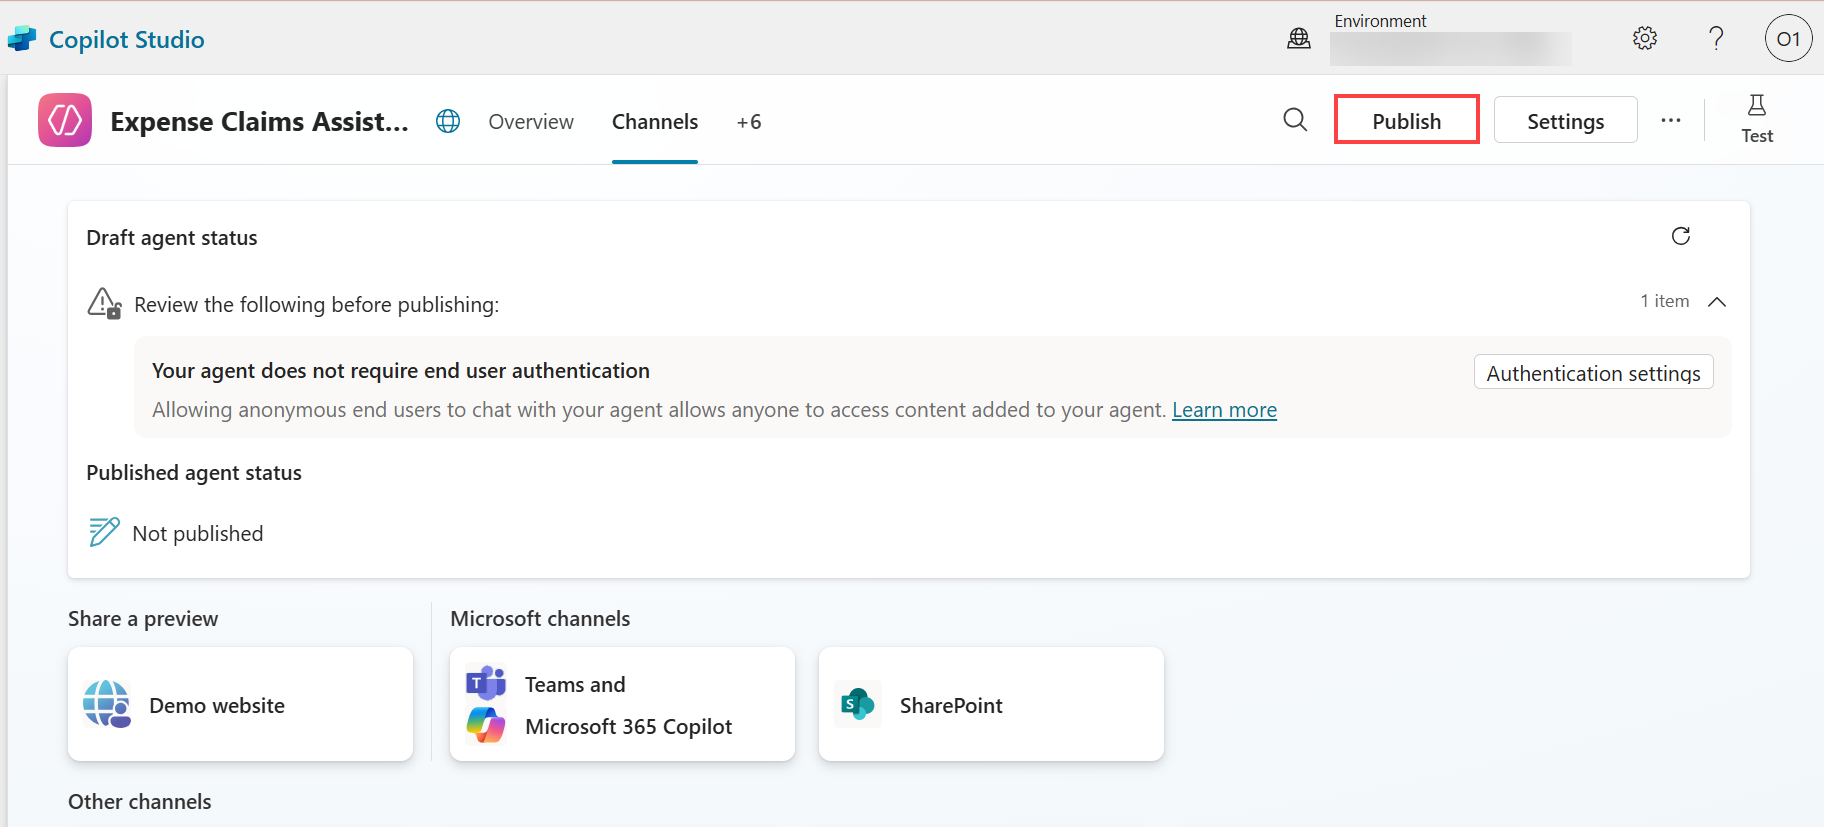 Copilot Studio
Environment
O1
Expense Claims Assist...
Overview
Channels
+6
Publish
Settings
...
Test
Draft agent status
Review the following before publishing:
1 item
Your agent does not require end user authentication
Authentication settings
Allowing anonymous end users to chat with your agent allows anyone to access content added to your agent. Learn more
Published agent status
Not published
Share a preview
Microsoft channels
Demo website
Teams and
Microsoft 365 Copilot
SharePoint
Other channels